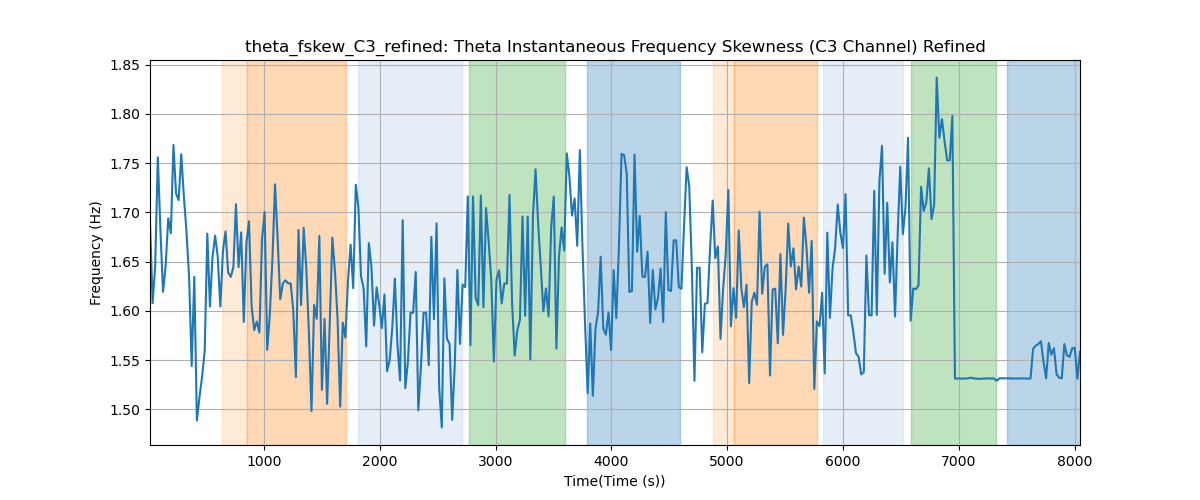 theta_fskew_C3_refined: Theta Instantaneous Frequency Skewness (C3 Channel) Refined
1.85
1.80
1.75
1.70
1.65
1.60
1.55
1.50
Frequency (Hz)
1000 2000 3000 4000 5000 6000 7000 8000
Time(Time (s))